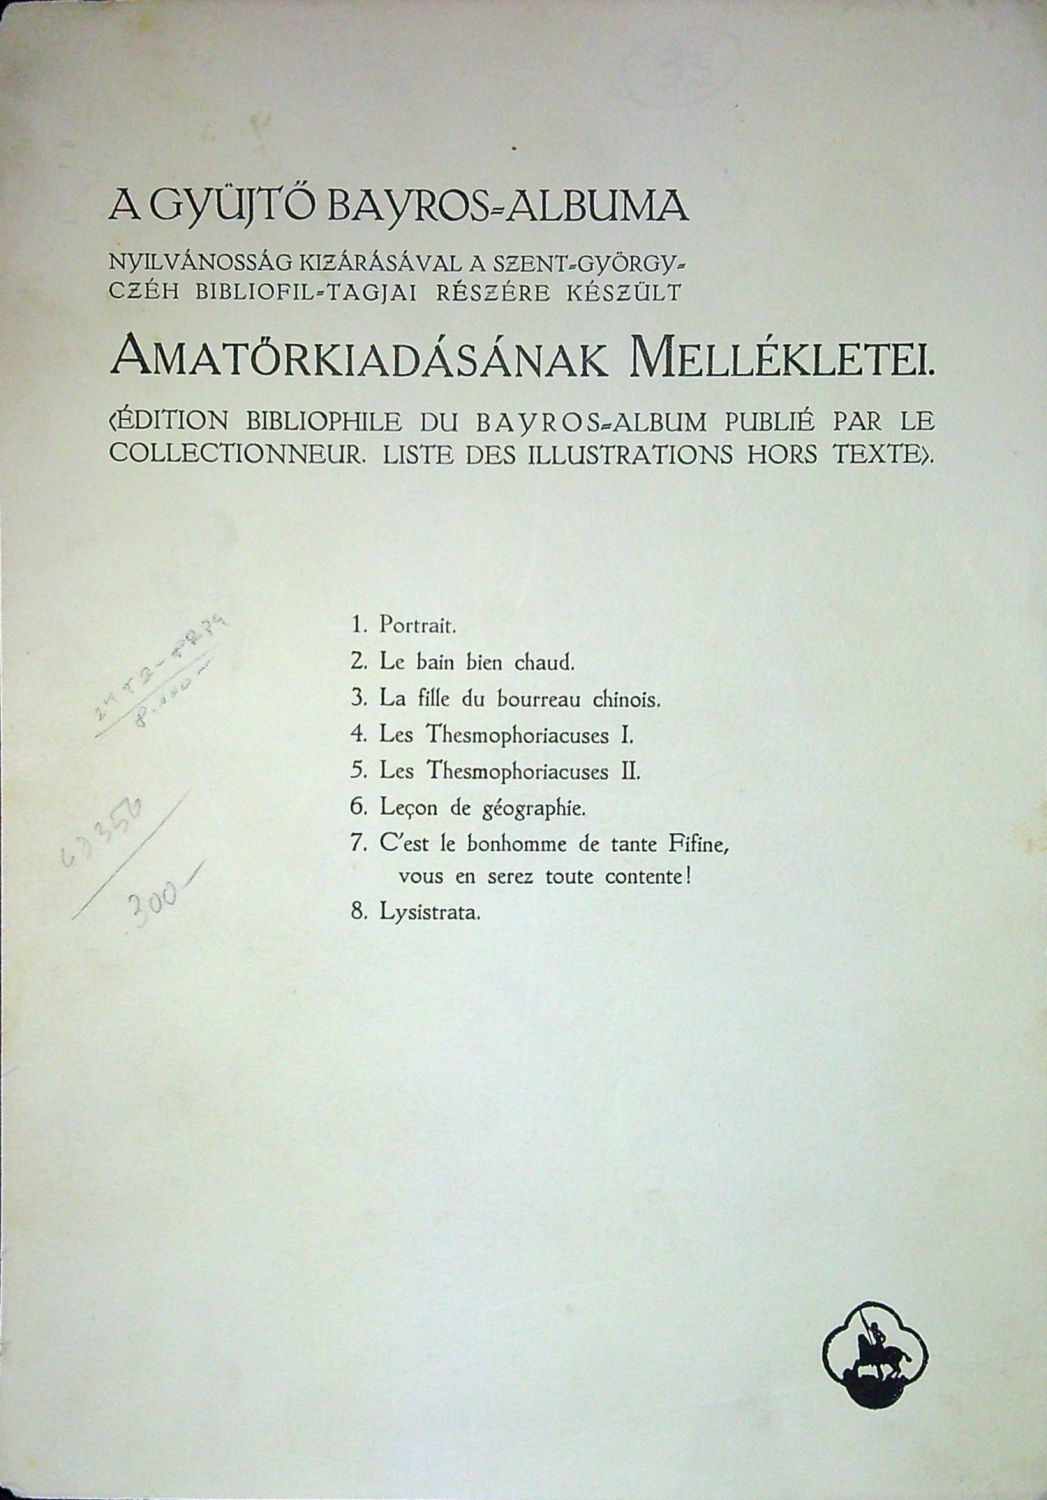 A GYÜJTŐ BAYROS=ALBUMA
NYILVÁNOSSÁG KIZÁRÁSÁVAL A SZENT=GYÖRGY=
CZÉH BIBLIOFIL=TAGJAI RÉSZÉRE KÉSZÜLT
AMATŐRKIADÁSÁNAK MELLÉKLETEI.
〈ÉDITION BIBLIOPHILE DU BAYROS=ALBUM PUBLIÉ PAR LE
COLLECTIONNEUR. LISTE DES ILLUSTRATIONS HORS TEXTE〉.
1. Portrait.
2. Le bain bien chaud.
3. La fille du bourreau chinois.
4. Les Thesmophoriacuses I.
5. Les Thesmophoriacuses II.
6. Leçon de géographie.
7. C'est le bonhomme de tante Fifine,
vous en serez toute contente!
8. Lysistrata.
8.000-
300-